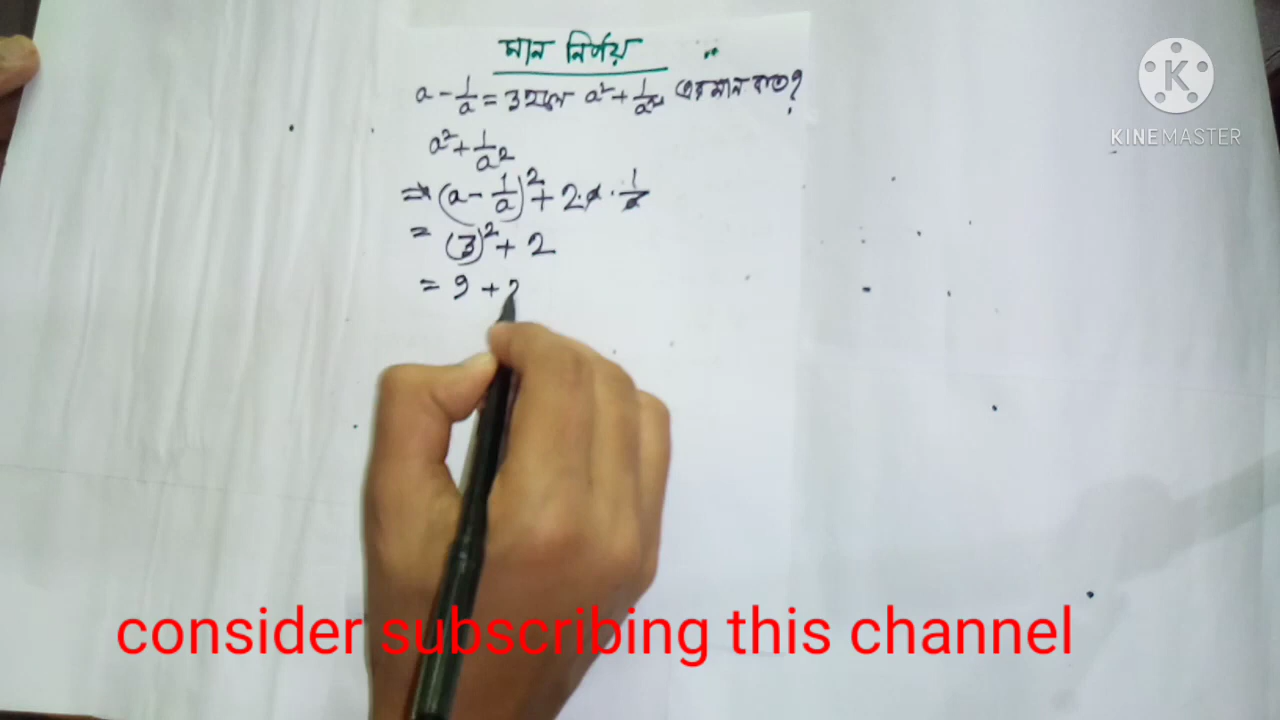 মান নির্ণয়
a - 1/a = 3 হলে a² + 1/a² এর মান কত?
a² + 1/a²
⇒ (a - 1/a)² + 2·a·1/a
= (3)² + 2
= 9 + 2
KINEMASTER
consider subscribing this channel